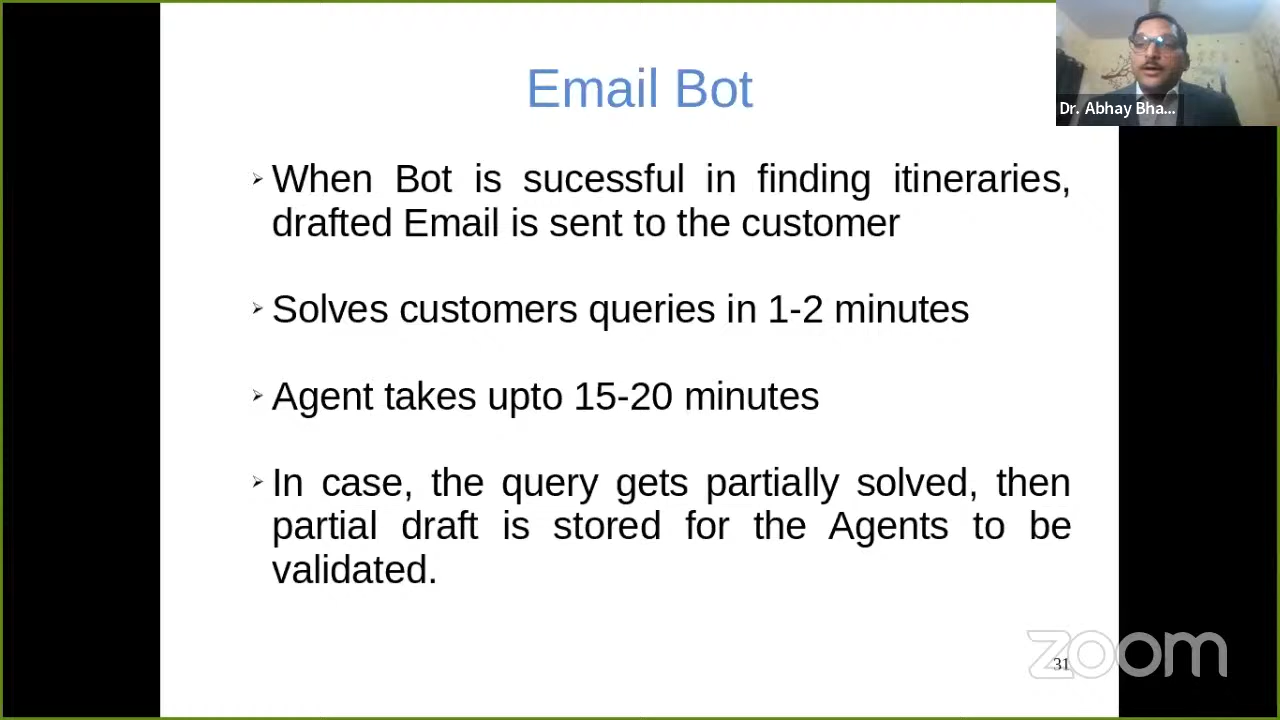 Email Bot
Dr. Abhay Bha...
➢ When Bot is sucessful in finding itineraries,
drafted Email is sent to the customer
➢ Solves customers queries in 1-2 minutes
➢ Agent takes upto 15-20 minutes
➢ In case, the query gets partially solved, then
partial draft is stored for the Agents to be
validated.
31
zoom